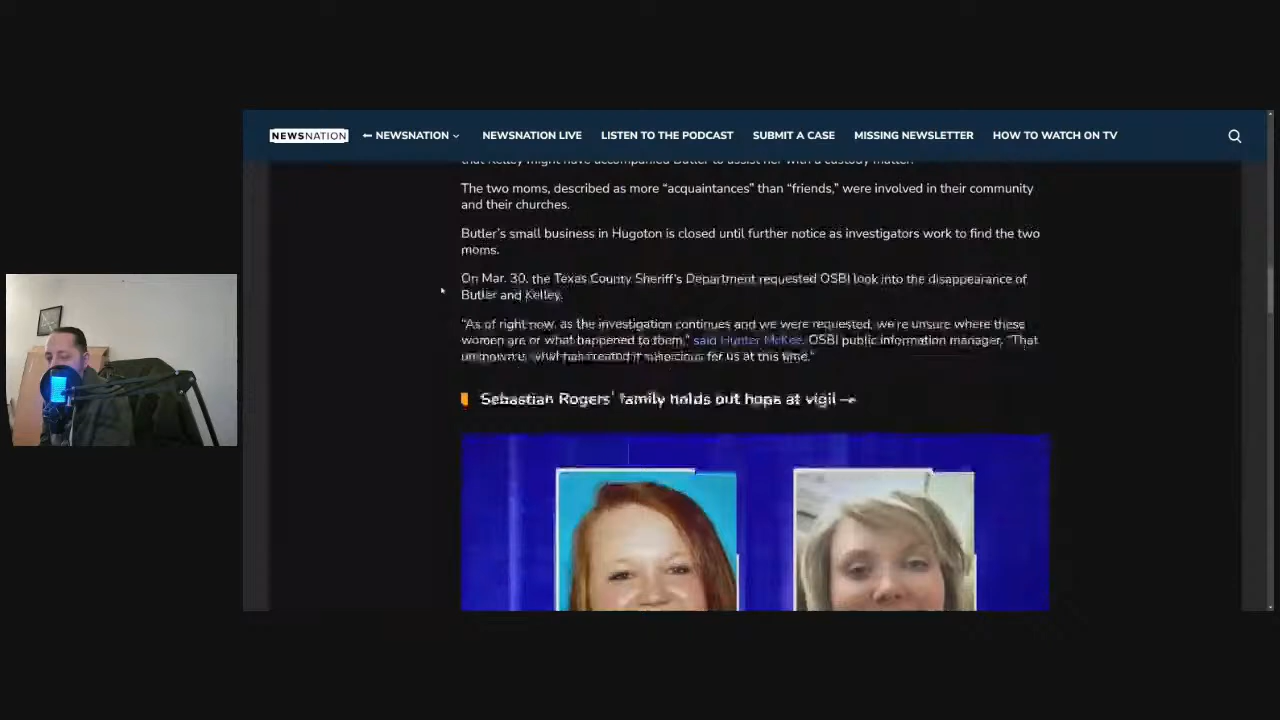 NEWSNATION
NEWSNATION
NEWSNATION LIVE
LISTEN TO THE PODCAST
SUBMIT A CASE
MISSING NEWSLETTER
HOW TO WATCH ON TV
that Kelley might have accompanied Butler to assist her with a custody matter.
The two moms, described as more “acquaintances” than “friends,” were involved in their community
and their churches.
Butler’s small business in Hugoton is closed until further notice as investigators work to find the two
moms.
On Mar. 30, the Texas County Sheriff’s Department requested OSBI look into the disappearance of
Butler and Kelley.
“As of right now, as the investigation continues and we were requested, we’re unsure where these
women are or what happened to them,” said Hunter McKee, OSBI public information manager. “That
unknown is what has created it suspicious for us at this time.”
Sebastian Rogers’ family holds out hope at vigil